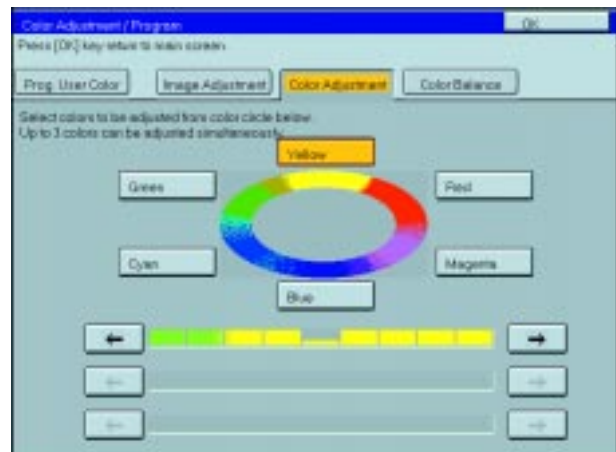 Color Adjustment / Program
OK
Press [OK] key return to main screen.
Prog. User Color
Image Adjustment
Color Adjustment
Color Balance
Select colors to be adjusted from color circle below.
Up to 3 colors can be adjusted simultaneously.
Yellow
Green
Red
Cyan
Magenta
Blue